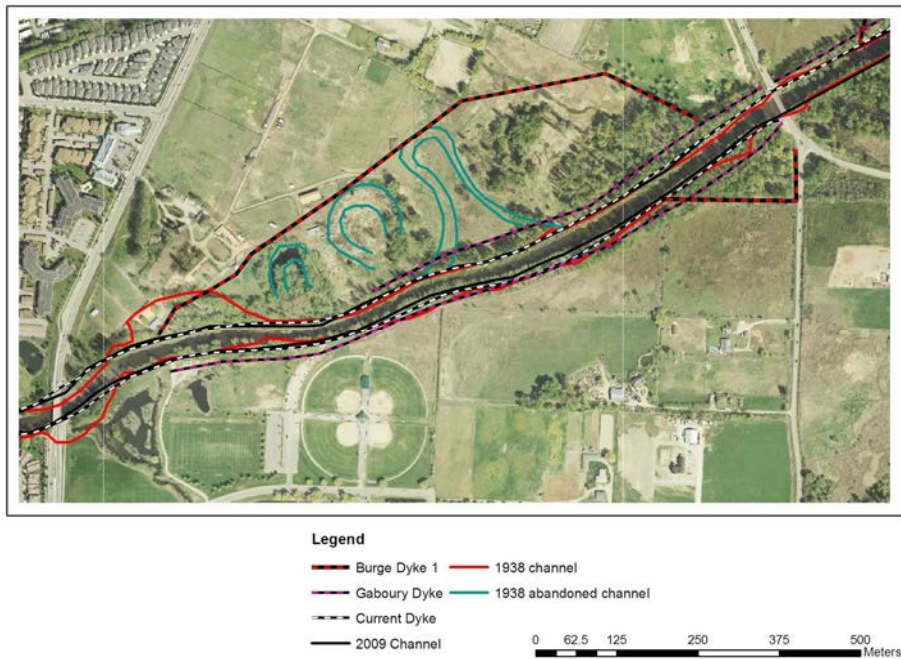 Legend
Burge Dyke 1 1938 channel
Gaboury Dyke 1938 abandoned channel
Current Dyke
2009 Channel
0 62.5 125 250 375 500
Meters